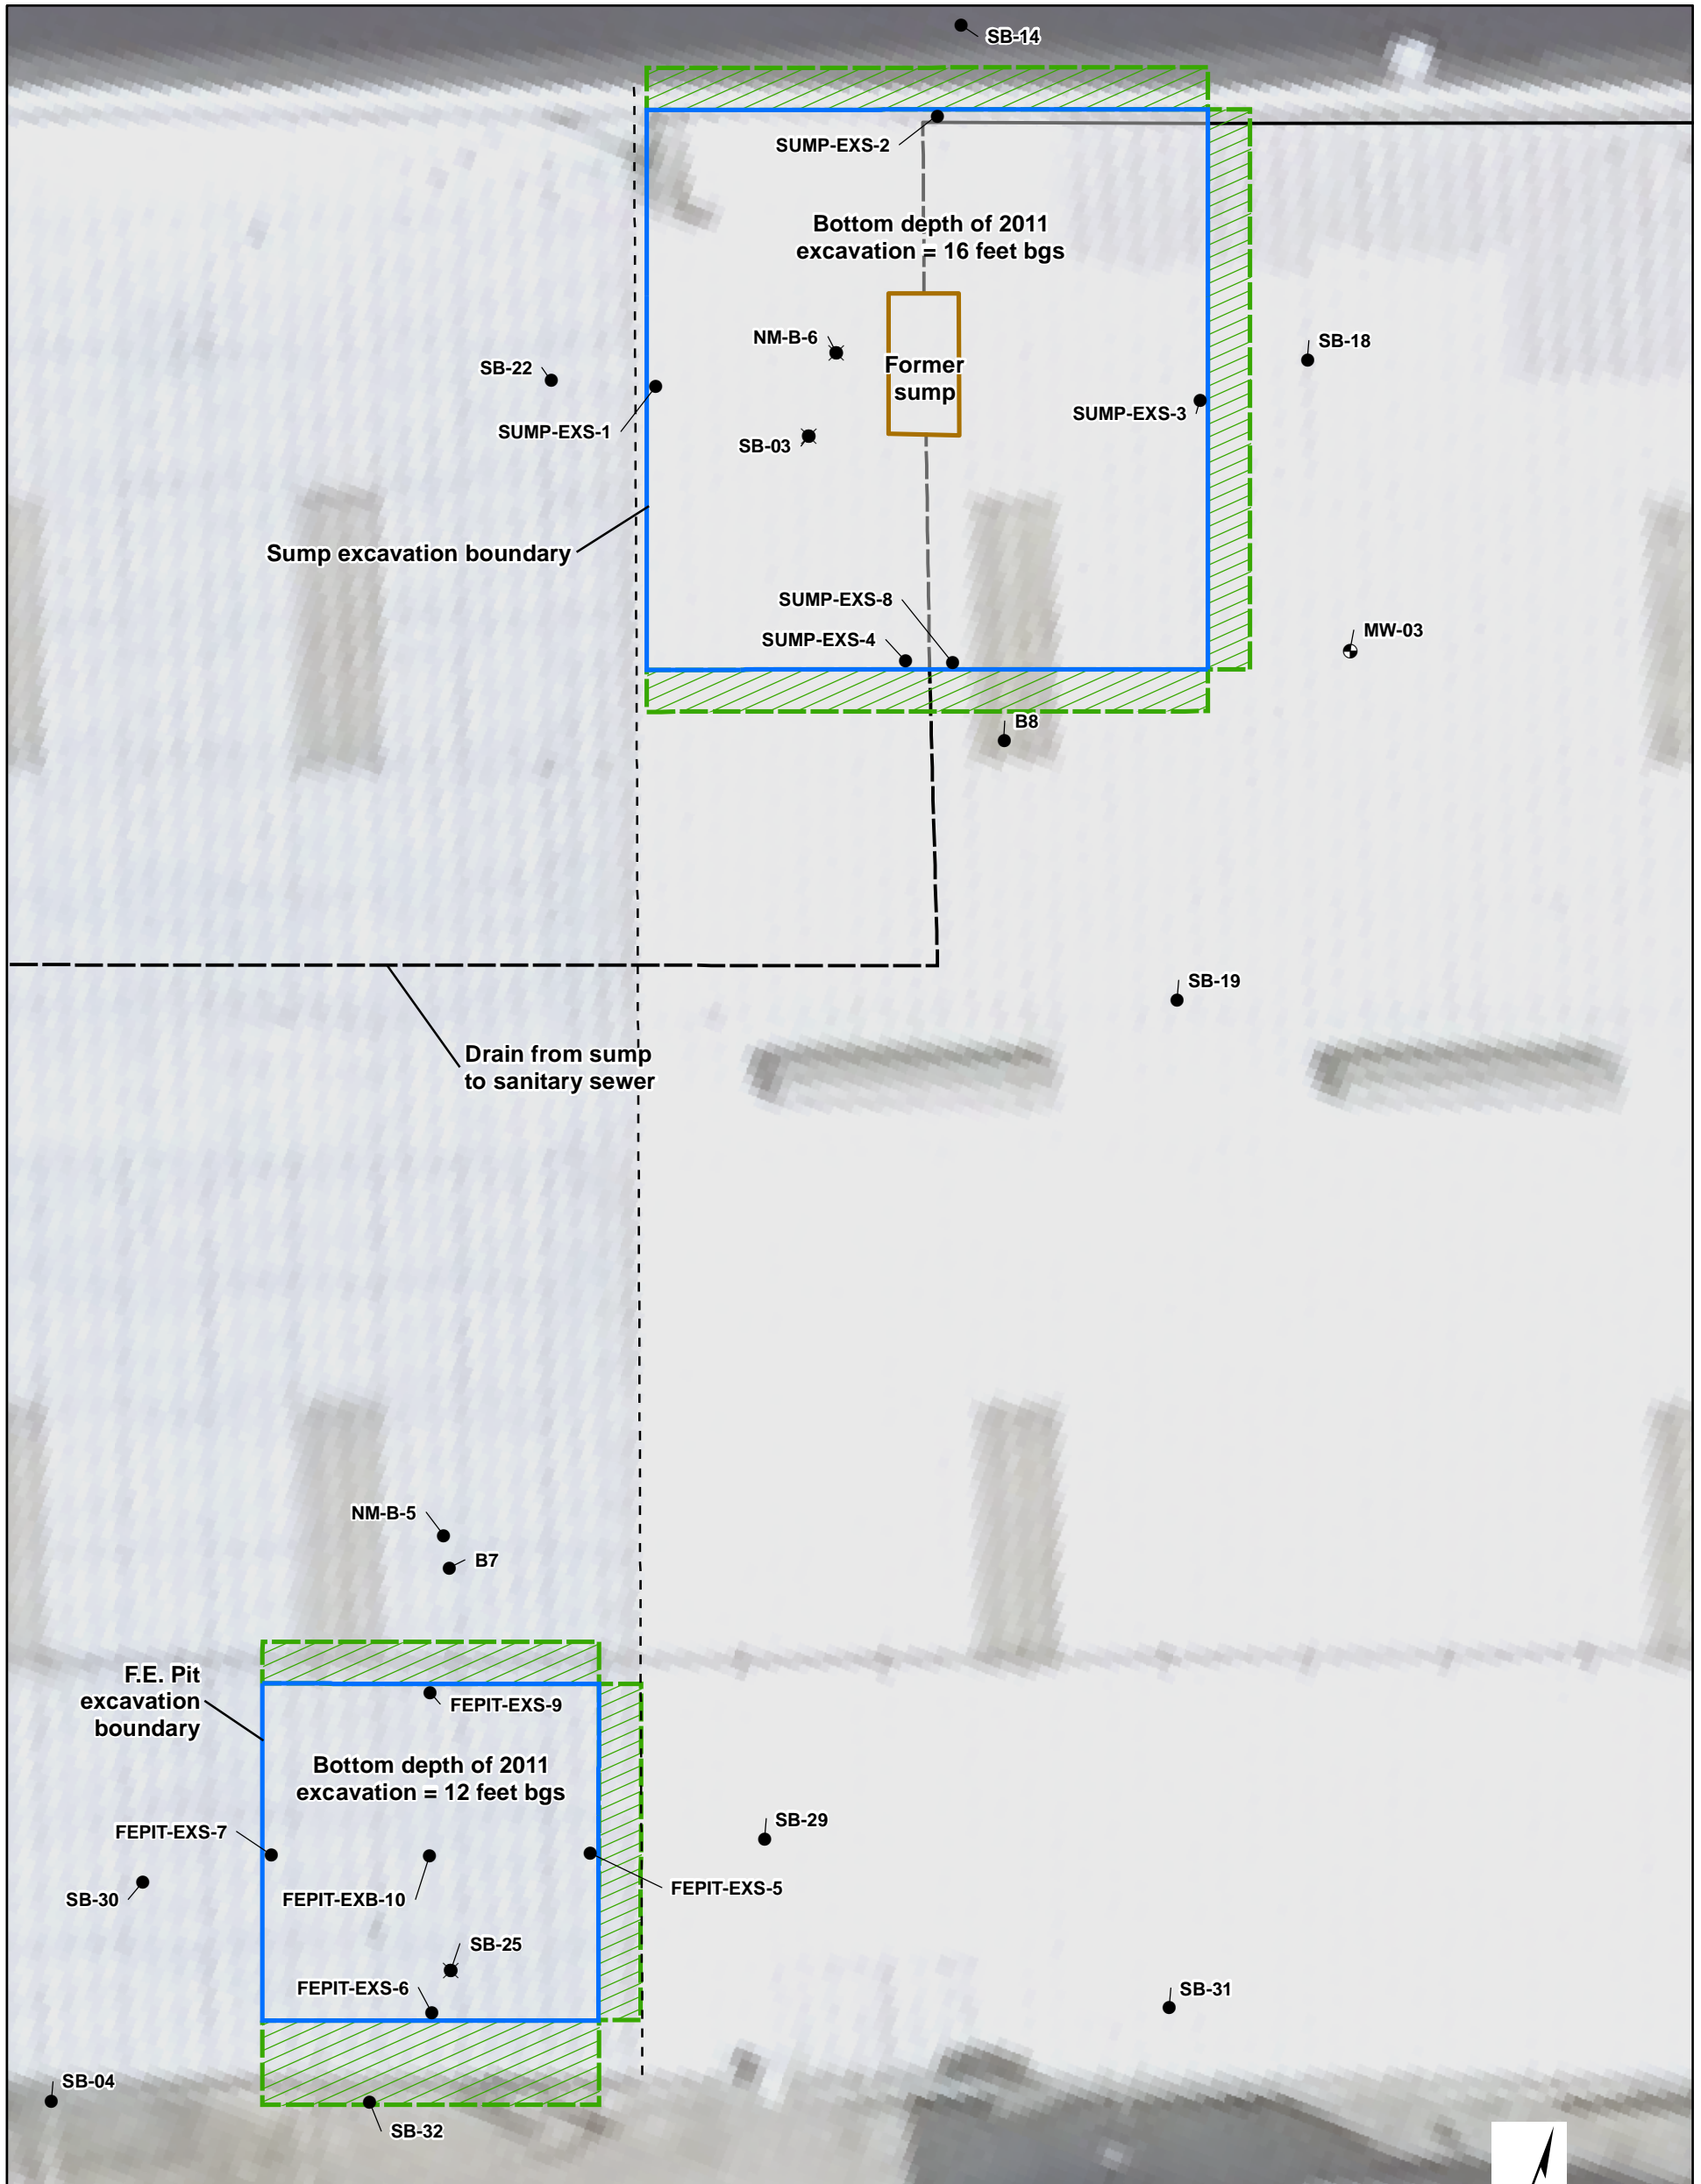 SB-14
SUMP-EXS-2
Bottom depth of 2011
excavation = 16 feet bgs
NM-B-6
SB-18
SB-22
Former
sump
SUMP-EXS-3
SUMP-EXS-1
SB-03
Sump excavation boundary
SUMP-EXS-8
SUMP-EXS-4
MW-03
B8
SB-19
Drain from sump
to sanitary sewer
NM-B-5
B7
F.E. Pit
excavation
boundary
FEPIT-EXS-9
Bottom depth of 2011
excavation = 12 feet bgs
SB-29
FEPIT-EXS-7
FEPIT-EXS-5
SB-30
FEPIT-EXB-10
SB-25
FEPIT-EXS-6
SB-31
SB-04
SB-32